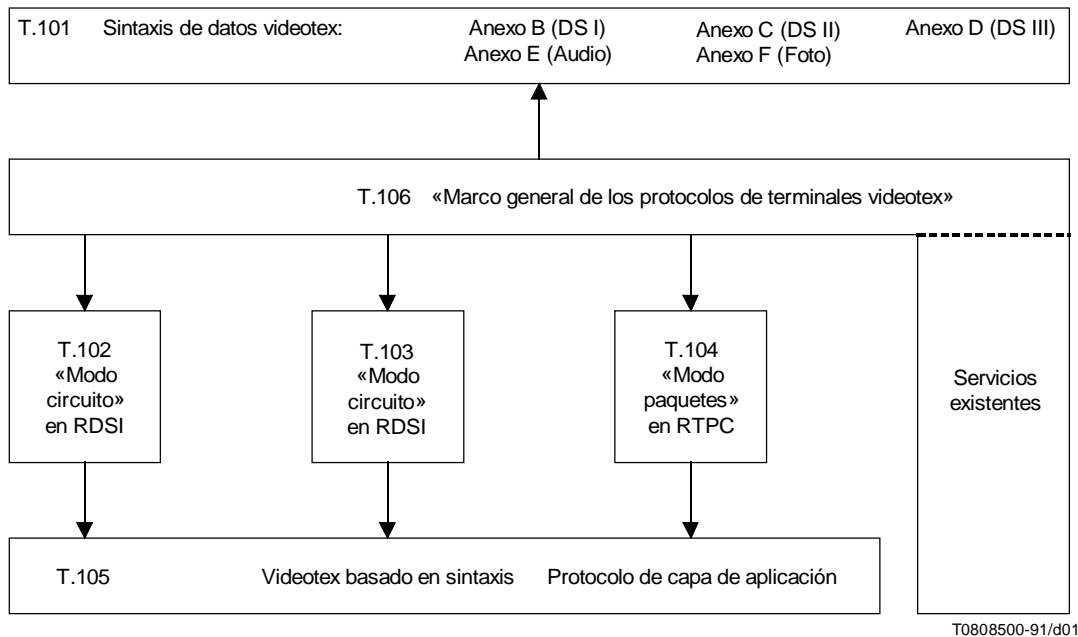 T.101 Sintaxis de datos videotex: Anexo B (DS I) Anexo C (DS II) Anexo D (DS III)
Anexo E (Audio) Anexo F (Foto)
T.106 «Marco general de los protocolos de terminales videotex»
T.102
«Modo
circuito»
en RDSI
T.103
«Modo
circuito»
en RDSI
T.104
«Modo
paquetes»
en RTPC
Servicios
existentes
T.105 Videotex basado en sintaxis Protocolo de capa de aplicación
T0808500-91/d01